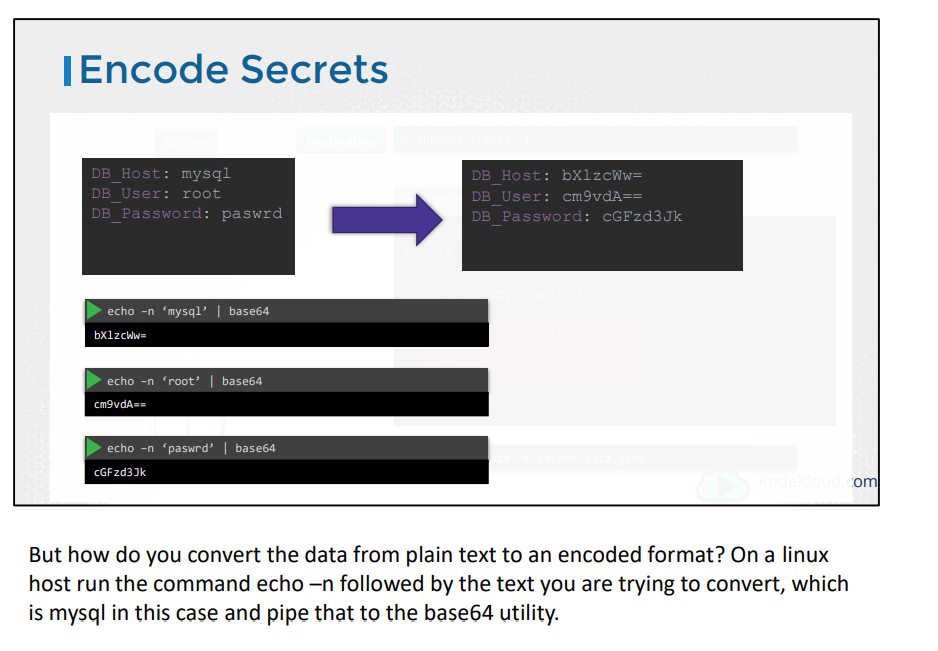 Encode Secrets
DB_Host: mysql
DB_User: root
DB_Password: paswrd
DB_Host: bXlzcWw=
DB_User: cm9vdA==
DB_Password: cGFzd3Jk
echo –n ‘mysql’ | base64
bXlzcWw=
echo –n ‘root’ | base64
cm9vdA==
echo –n ‘paswrd’ | base64
cGFzd3Jk
KodeKloud.com
But how do you convert the data from plain text to an encoded format? On a linux
host run the command echo –n followed by the text you are trying to convert, which
is mysql in this case and pipe that to the base64 utility.